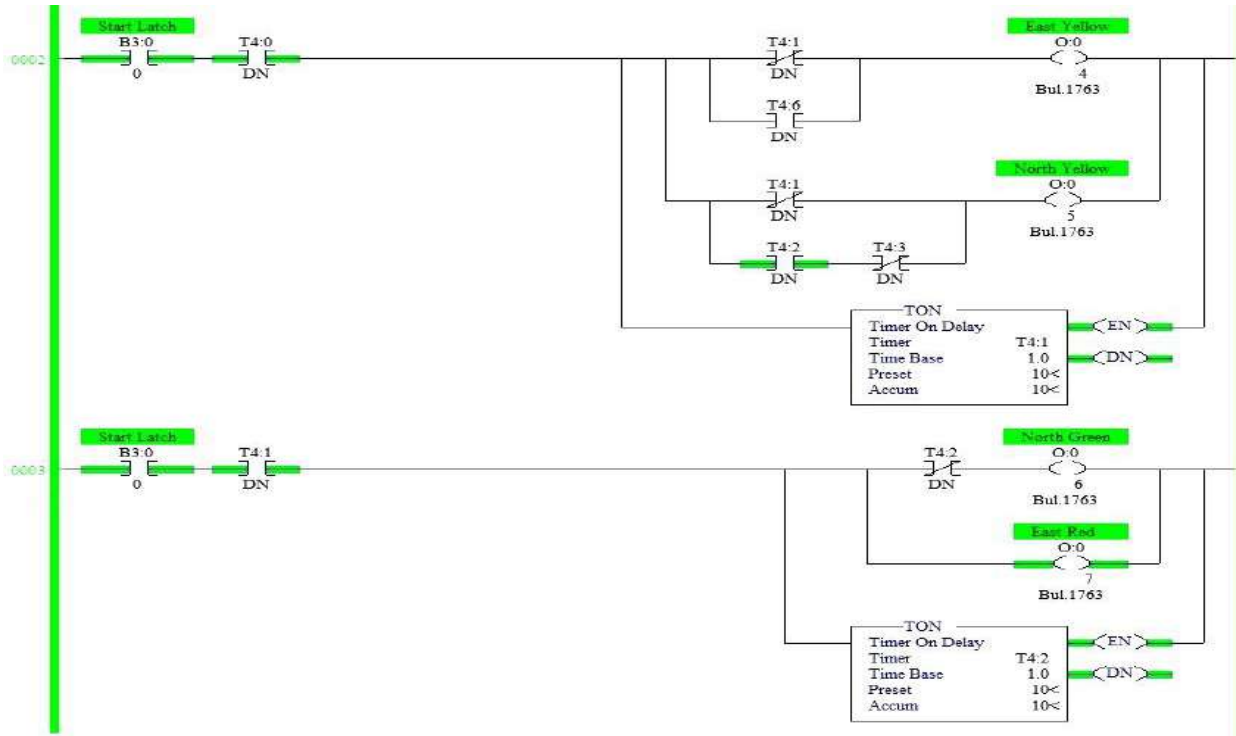 Start Latch
East Yellow
B3:0
T4:0
T4:1
O:0
0002
0
DN
DN
4
Bul.1763
T4:6
DN
North Yellow
T4:1
O:0
DN
5
Bul.1763
T4:2
T4:3
DN
DN
TON
Timer On Delay
EN
Timer T4:1
Time Base 1.0
DN
Preset 10<
Accum 10<
Start Latch
North Green
B3:0
T4:1
T4:2
O:0
0003
0
DN
DN
6
Bul.1763
East Red
O:0
7
Bul.1763
TON
Timer On Delay
EN
Timer T4:2
Time Base 1.0
DN
Preset 10<
Accum 10<